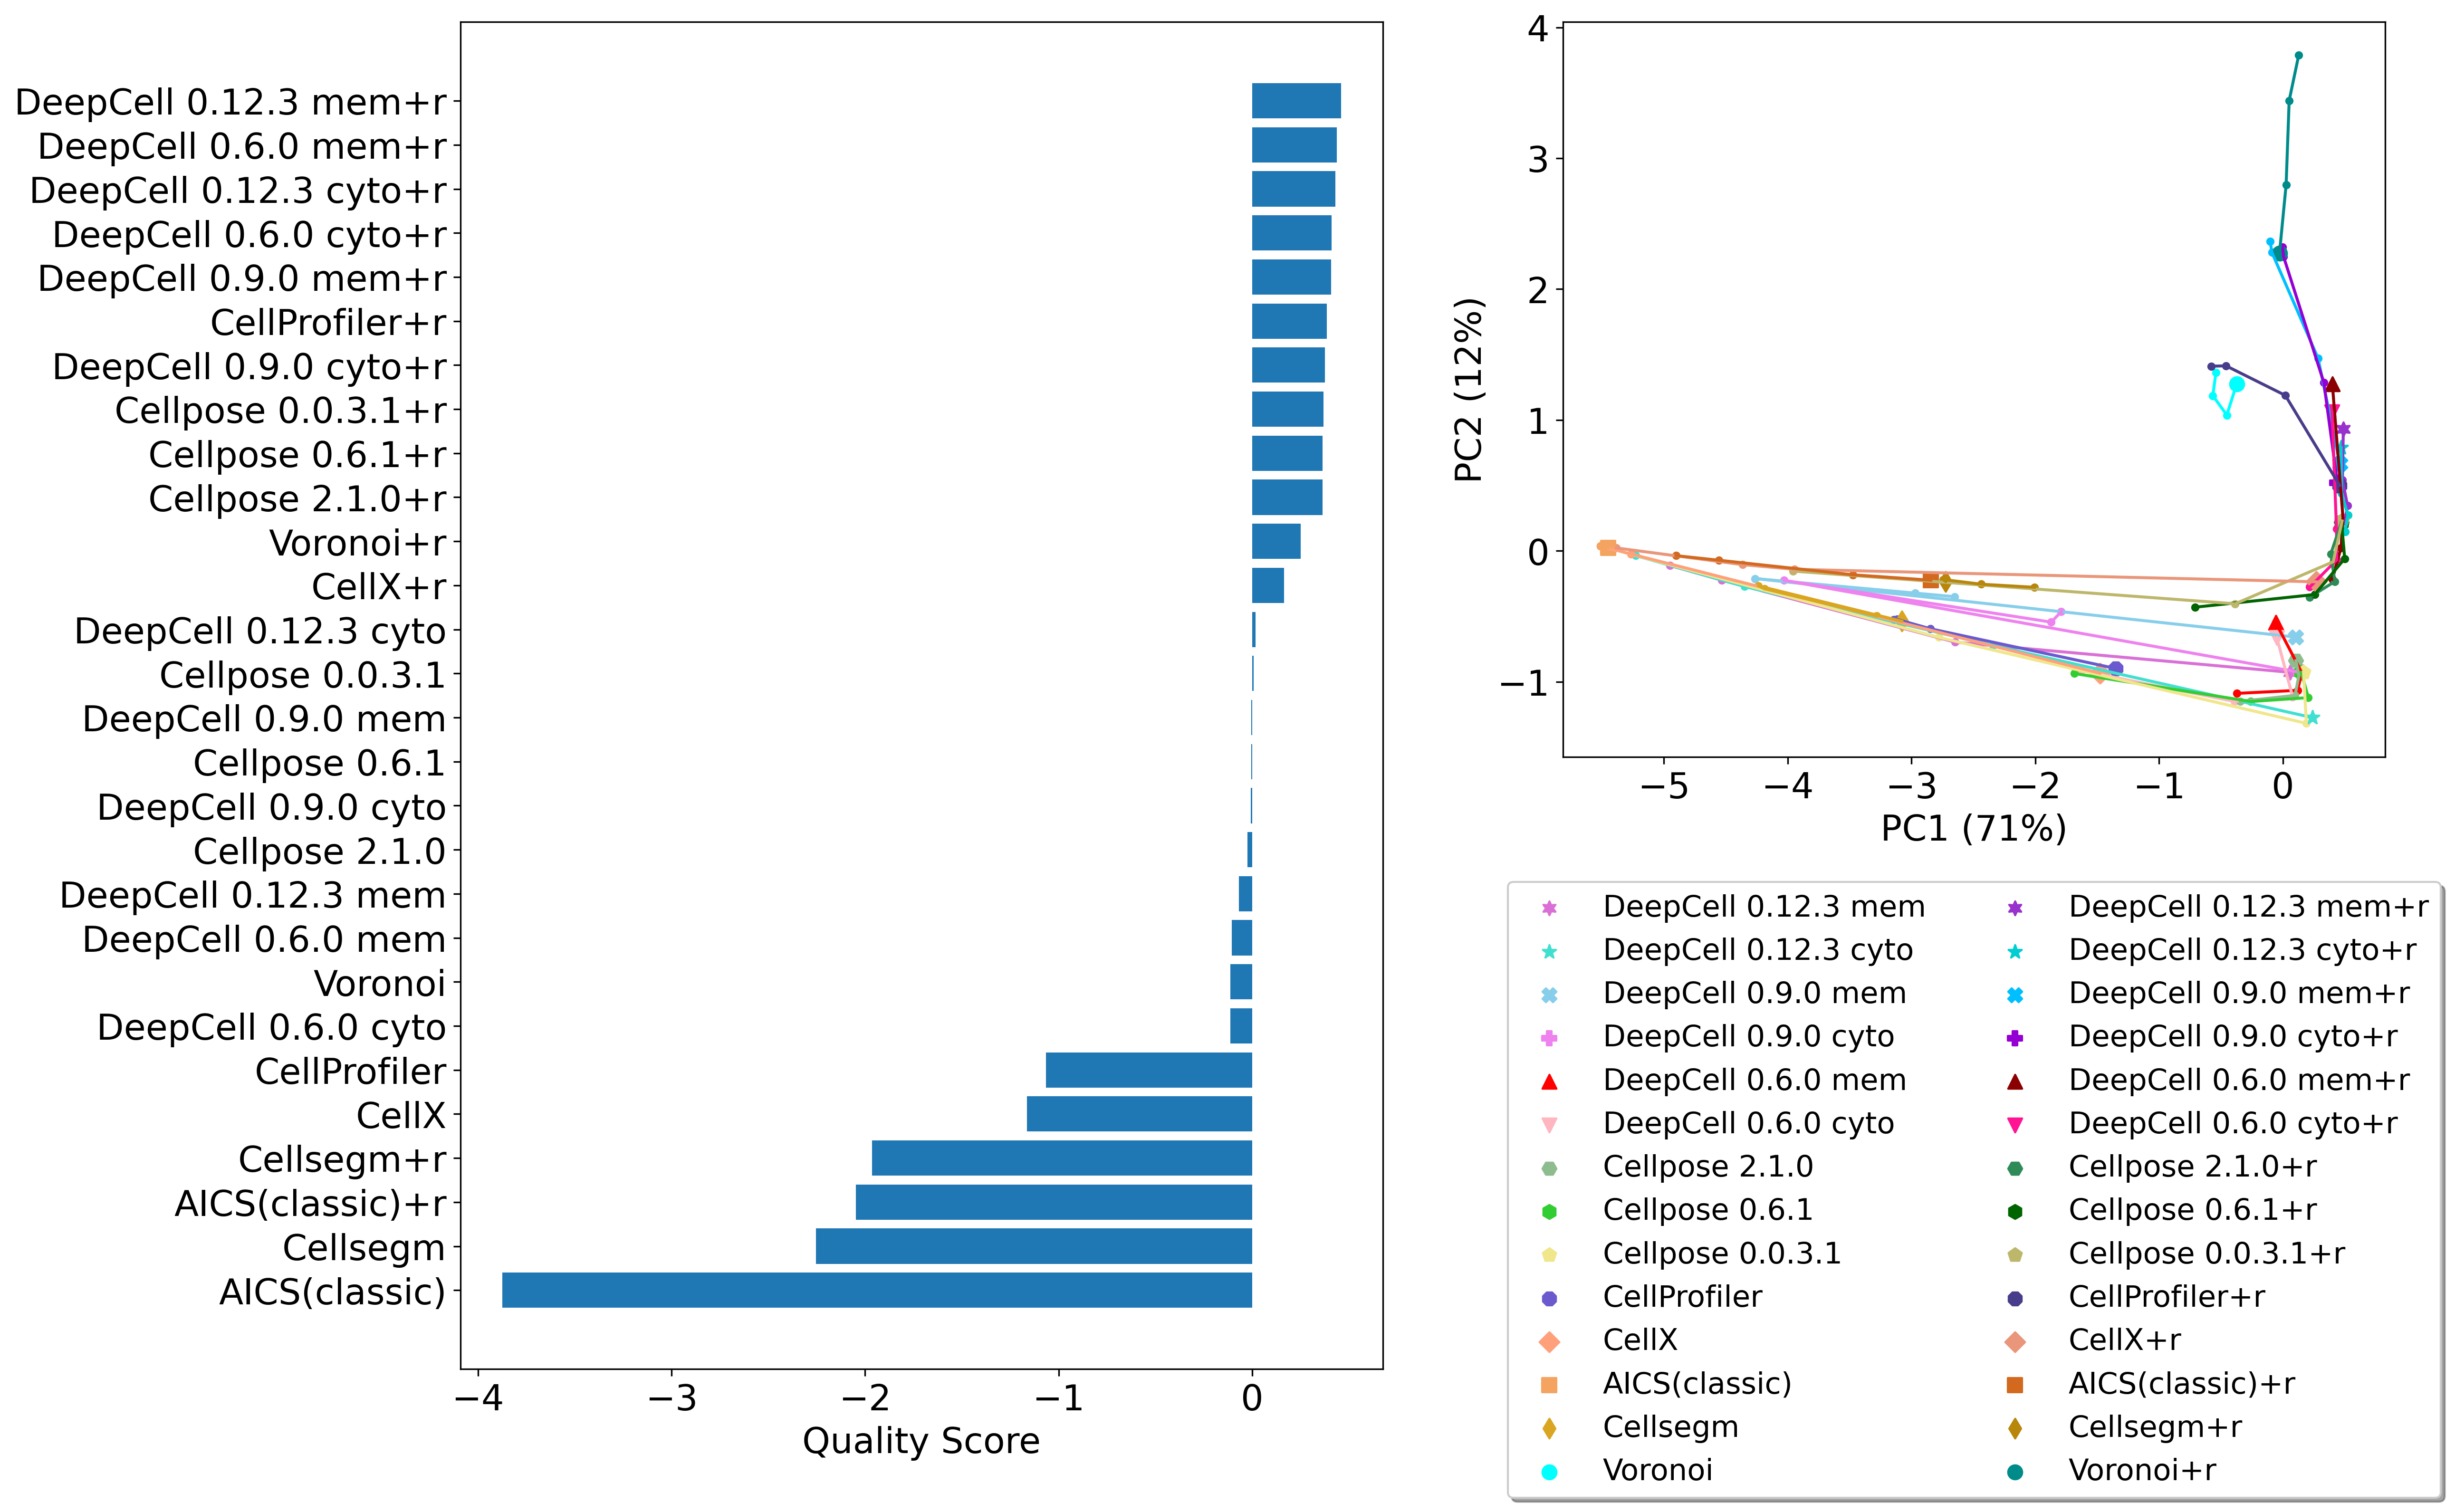 DeepCell 0.12.3 mem+r
DeepCell 0.6.0 mem+r
DeepCell 0.12.3 cyto+r
DeepCell 0.6.0 cyto+r
DeepCell 0.9.0 mem+r
CellProfiler+r
DeepCell 0.9.0 cyto+r
Cellpose 0.0.3.1+r
Cellpose 0.6.1+r
Cellpose 2.1.0+r
Voronoi+r
CellX+r
DeepCell 0.12.3 cyto
Cellpose 0.0.3.1
DeepCell 0.9.0 mem
Cellpose 0.6.1
DeepCell 0.9.0 cyto
Cellpose 2.1.0
DeepCell 0.12.3 mem
DeepCell 0.6.0 mem
Voronoi
DeepCell 0.6.0 cyto
CellProfiler
CellX
Cellsegm+r
AICS(classic)+r
Cellsegm
AICS(classic)
−4 −3 −2 −1 0
Quality Score
4
3
2
1
0
−1
PC2 (12%)
−5 −4 −3 −2 −1 0
PC1 (71%)
DeepCell 0.12.3 mem
DeepCell 0.12.3 cyto
DeepCell 0.9.0 mem
DeepCell 0.9.0 cyto
DeepCell 0.6.0 mem
DeepCell 0.6.0 cyto
Cellpose 2.1.0
Cellpose 0.6.1
Cellpose 0.0.3.1
CellProfiler
CellX
AICS(classic)
Cellsegm
Voronoi
DeepCell 0.12.3 mem+r
DeepCell 0.12.3 cyto+r
DeepCell 0.9.0 mem+r
DeepCell 0.9.0 cyto+r
DeepCell 0.6.0 mem+r
DeepCell 0.6.0 cyto+r
Cellpose 2.1.0+r
Cellpose 0.6.1+r
Cellpose 0.0.3.1+r
CellProfiler+r
CellX+r
AICS(classic)+r
Cellsegm+r
Voronoi+r